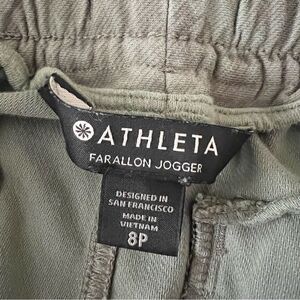 ATHLETA
FARALLON JOGGER
DESIGNED IN
SAN FRANCISCO
MADE IN
VIETNAM
8P